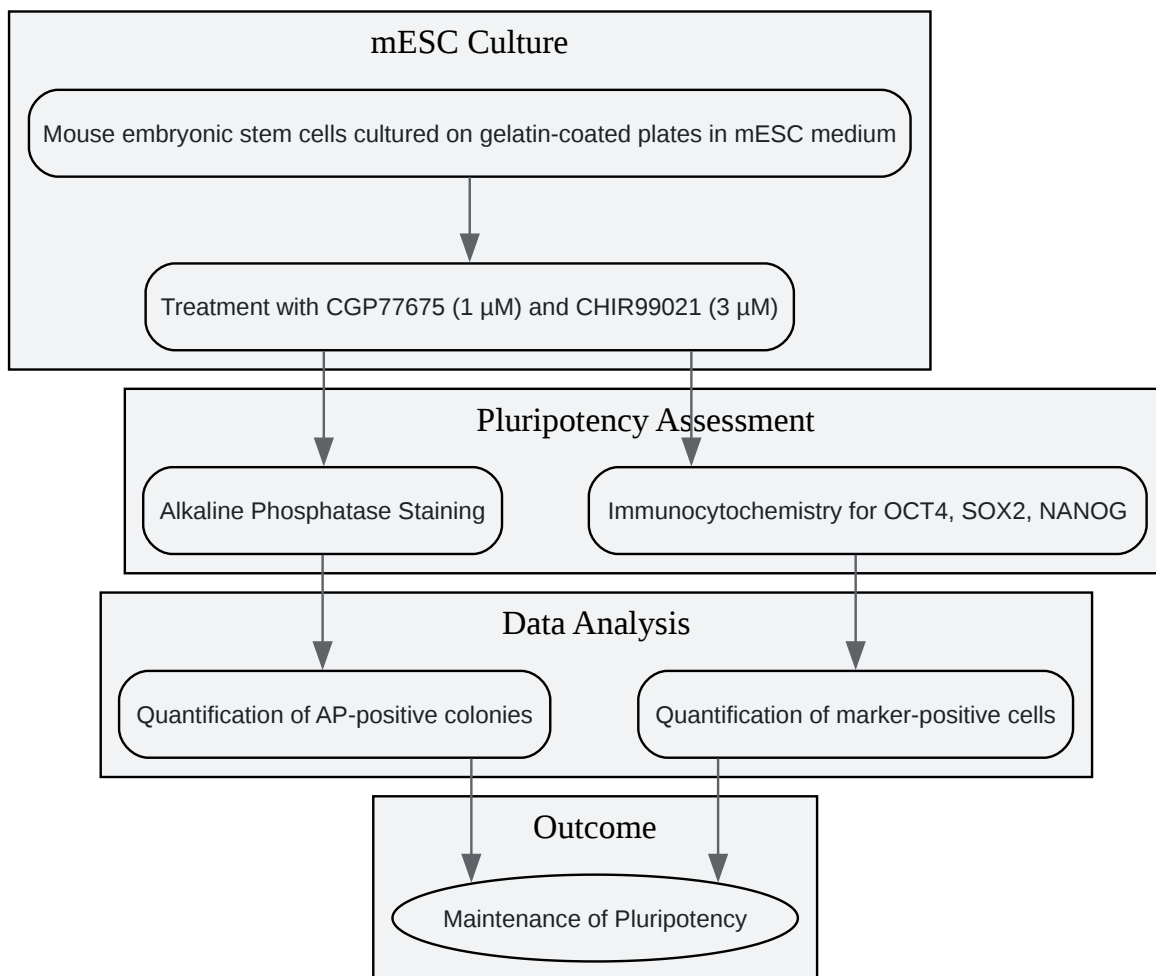 mESC Culture
Mouse embryonic stem cells cultured on gelatin-coated plates in mESC medium
Treatment with CGP77675 (1 µM) and CHIR99021 (3 µM)
Pluripotency Assessment
Alkaline Phosphatase Staining
Immunocytochemistry for OCT4, SOX2, NANOG
Data Analysis
Quantification of AP-positive colonies
Quantification of marker-positive cells
Outcome
Maintenance of Pluripotency